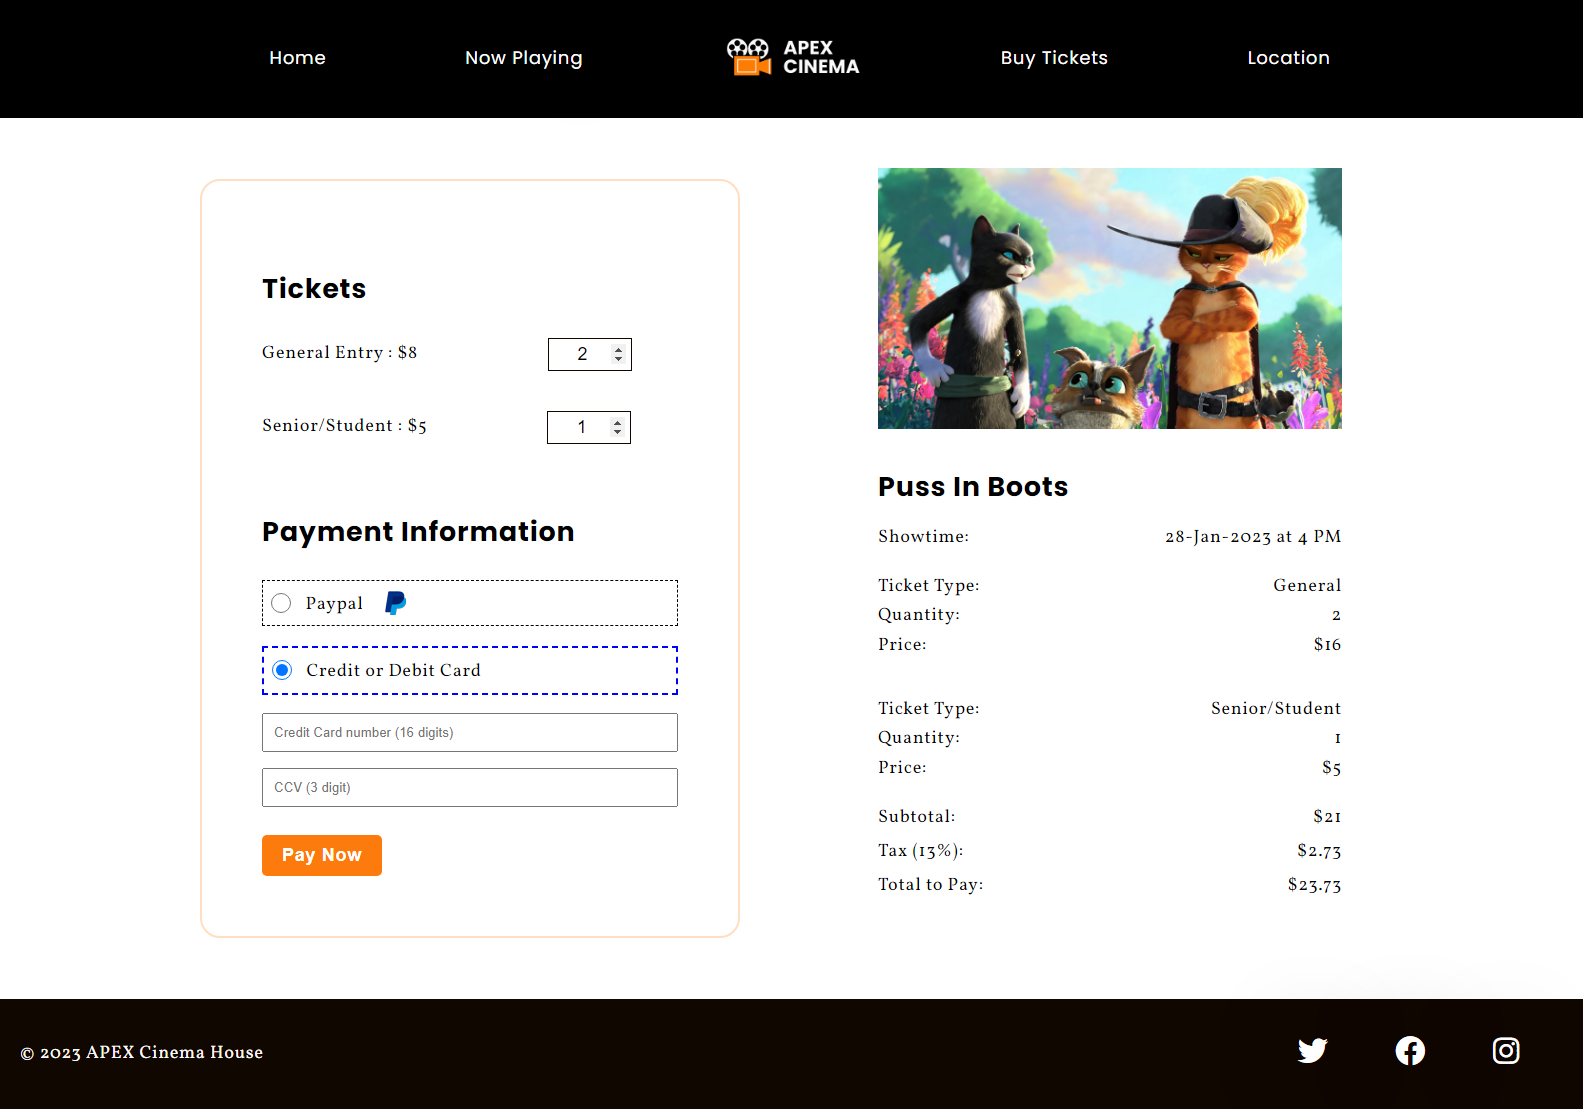 Home
Now Playing
APEX
CINEMA
Buy Tickets
Location
Tickets
General Entry : $8
2
Senior/Student : $5
1
Payment Information
Paypal
Credit or Debit Card
Credit Card number (16 digits)
CCV (3 digit)
Pay Now
Puss In Boots
Showtime: 28-Jan-2023 at 4 PM
Ticket Type: General
Quantity: 2
Price: $16
Ticket Type: Senior/Student
Quantity: 1
Price: $5
Subtotal: $21
Tax (13%): $2.73
Total to Pay: $23.73
© 2023 APEX Cinema House